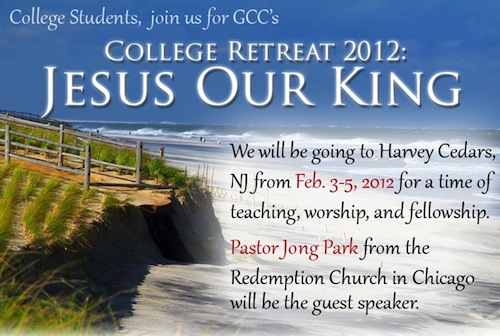 College Students, join us for GCC's
College Retreat 2012:
Jesus Our King
We will be going to Harvey Cedars,
NJ from Feb. 3-5, 2012 for a time of
teaching, worship, and fellowship.
Pastor Jong Park from the
Redemption Church in Chicago
will be the guest speaker.